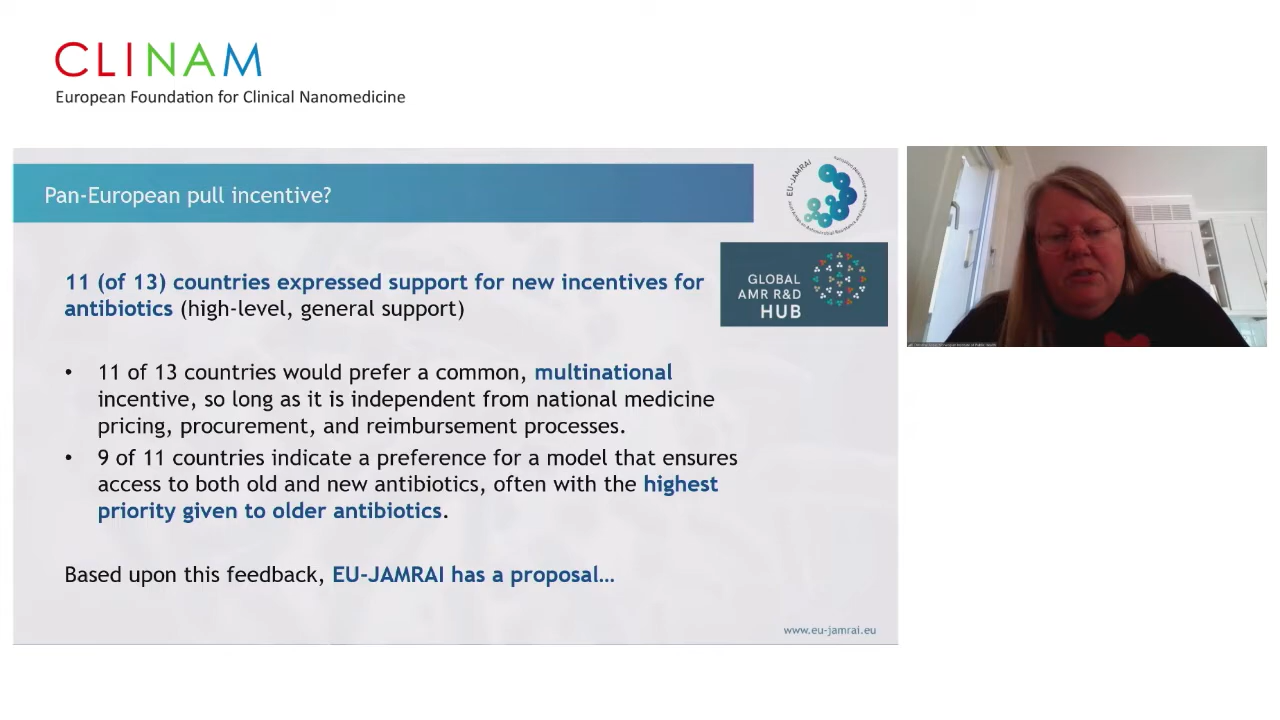 CLINAM
European Foundation for Clinical Nanomedicine
Pan-European pull incentive?
EU-JAMRAI
GLOBAL
AMR R&D
HUB
11 (of 13) countries expressed support for new incentives for
antibiotics (high-level, general support)
• 11 of 13 countries would prefer a common, multinational
incentive, so long as it is independent from national medicine
pricing, procurement, and reimbursement processes.
• 9 of 11 countries indicate a preference for a model that ensures
access to both old and new antibiotics, often with the highest
priority given to older antibiotics.
Based upon this feedback, EU-JAMRAI has a proposal…
www.eu-jamrai.eu